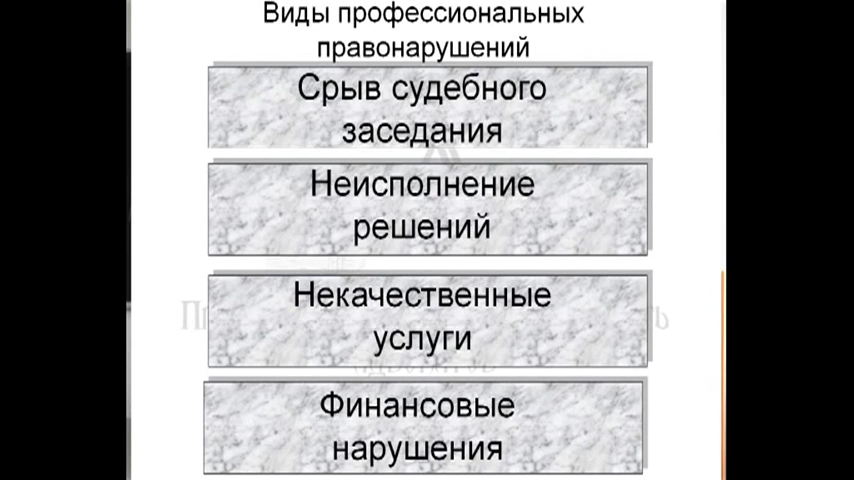 Виды профессиональных
правонарушений
Срыв судебного
заседания
Неисполнение
решений
Некачественные
услуги
Финансовые
нарушения